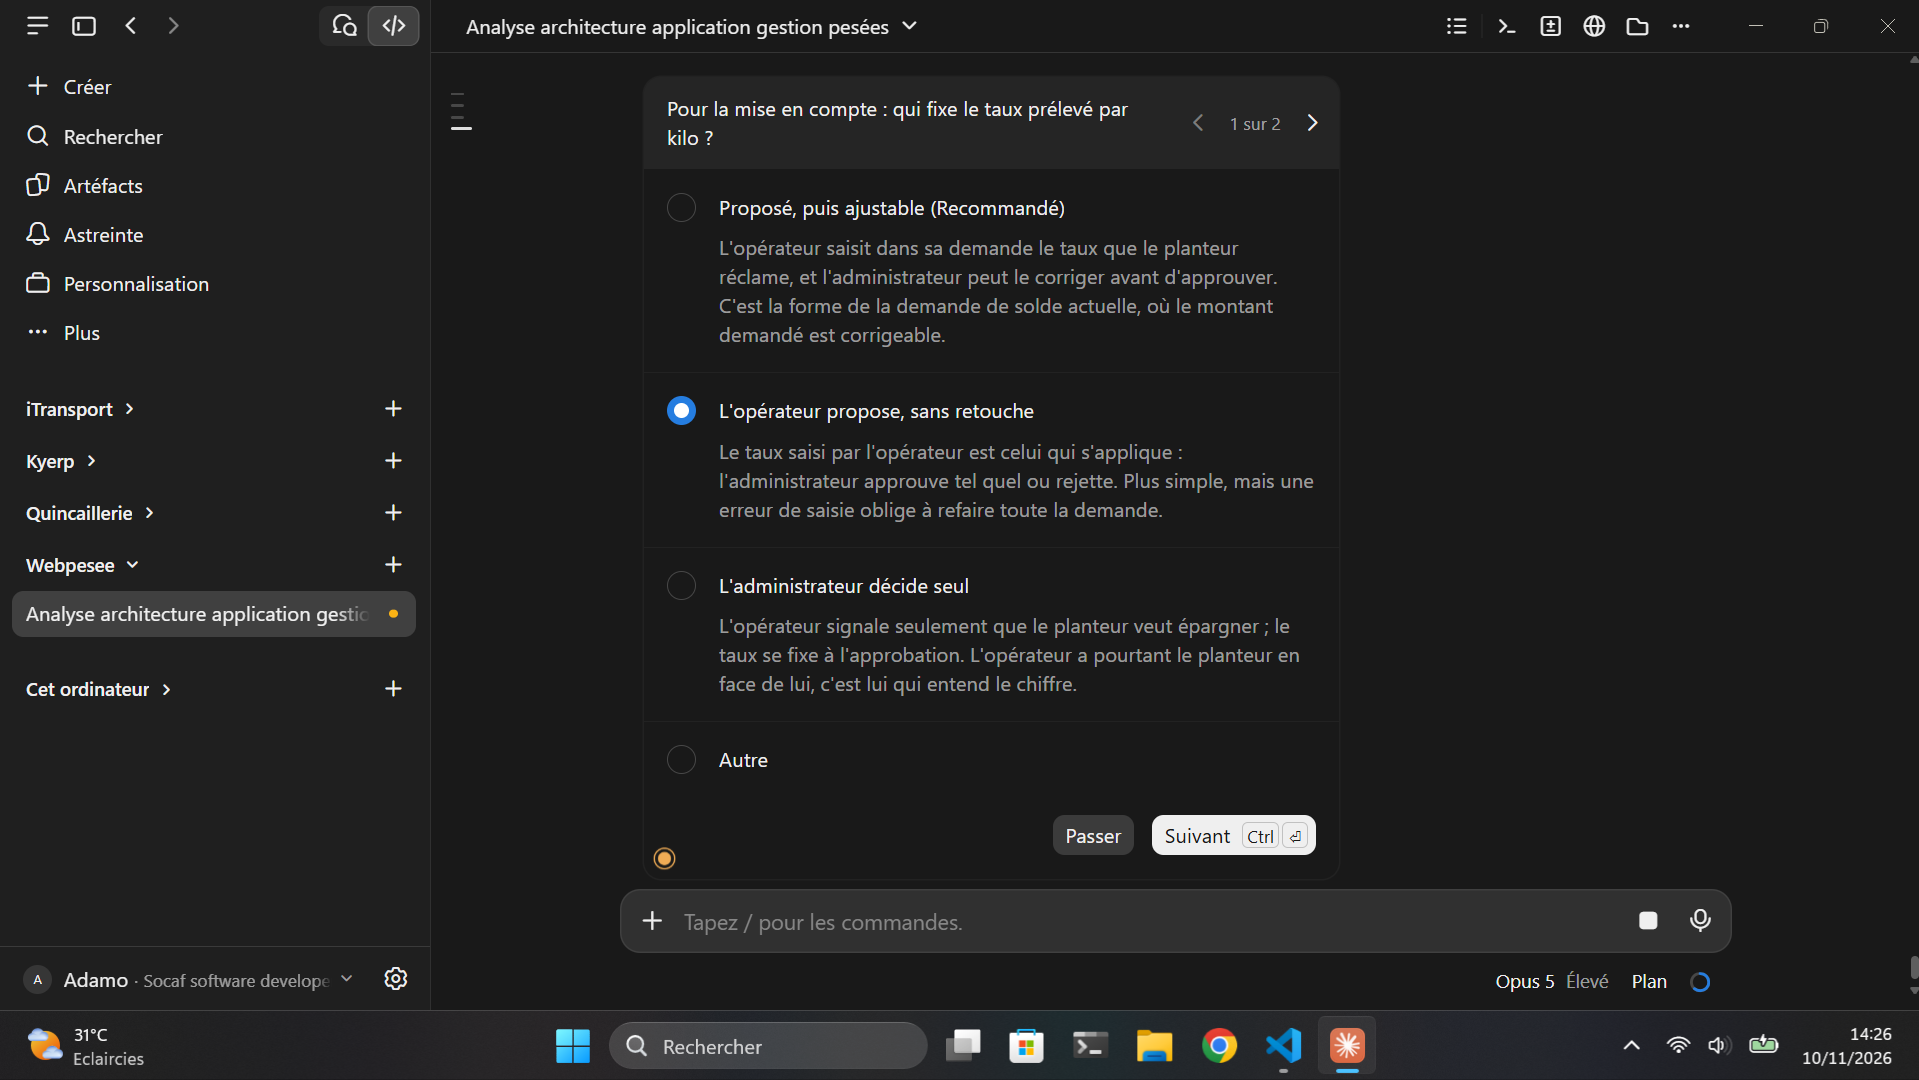 Analyse architecture application gestion pesées
Créer
Rechercher
Artéfacts
Astreinte
Personnalisation
Plus
iTransport
Kyerp
Quincaillerie
Webpesee
Analyse architecture application gestio
Cet ordinateur
A
Adamo · Socaf software develope
Pour la mise en compte : qui fixe le taux prélevé par
kilo ?
1 sur 2
Proposé, puis ajustable (Recommandé)
L'opérateur saisit dans sa demande le taux que le planteur
réclame, et l'administrateur peut le corriger avant d'approuver.
C'est la forme de la demande de solde actuelle, où le montant
demandé est corrigeable.
L'opérateur propose, sans retouche
Le taux saisi par l'opérateur est celui qui s'applique :
l'administrateur approuve tel quel ou rejette. Plus simple, mais une
erreur de saisie oblige à refaire toute la demande.
L'administrateur décide seul
L'opérateur signale seulement que le planteur veut épargner ; le
taux se fixe à l'approbation. L'opérateur a pourtant le planteur en
face de lui, c'est lui qui entend le chiffre.
Autre
Passer
Suivant Ctrl ⏎
Tapez / pour les commandes.
Opus 5 Élevé Plan
31°C
Eclaircies
Rechercher
14:26
10/11/2026